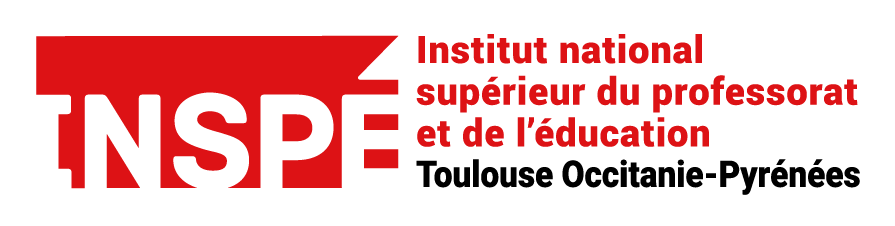 INSPÉ
Institut national
supérieur du professorat
et de l'éducation
Toulouse Occitanie-Pyrénées